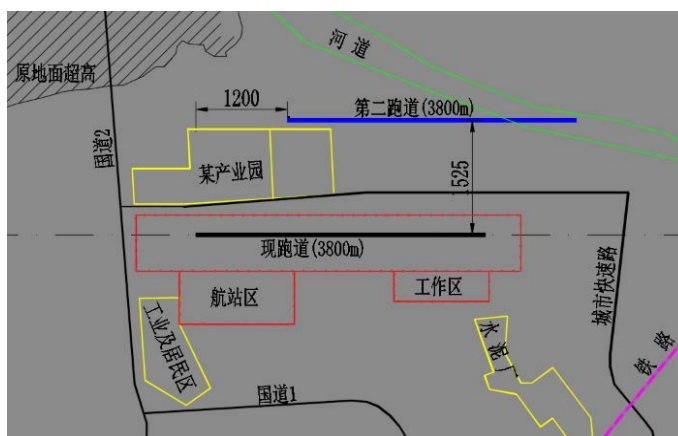 河道
原地面超高
1200
第二跑道(3800m)
国道2
某产业园
1525
现跑道(3800m)
航站区
工作区
城市快速路
工业及居民区
水泥厂
铁路
国道1